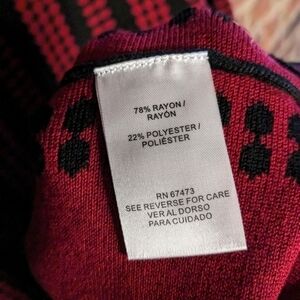 78% RAYON /
RAYÓN
22% POLYESTER /
POLIÉSTER
RN 67473
SEE REVERSE FOR CARE
VER AL DORSO
PARA CUIDADO